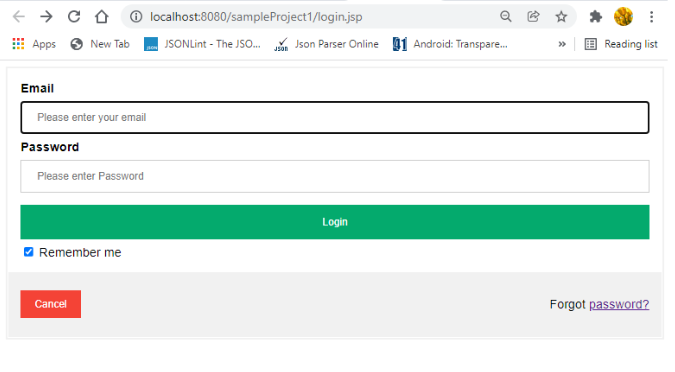 localhost:8080/sampleProject1/login.jsp
Apps New Tab JSONLint - The JSO... Json Parser Online Android: Transpare... » Reading list
Email
Please enter your email
Password
Please enter Password
Login
Remember me
Cancel Forgot password?